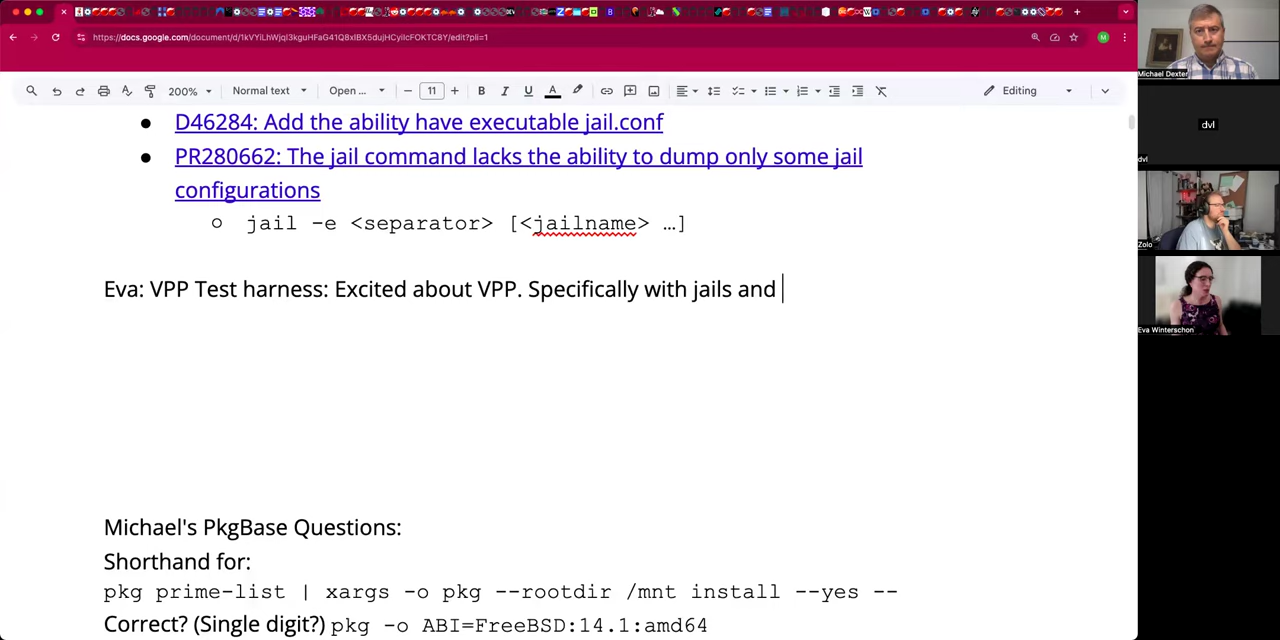 https://docs.google.com/document/d/1kVYiLhWjqI3kguHFaG41Q8xIBX5dujHCyiIcFOKTC8Y/edit?pli=1
200%
Normal text
Open ...
11
Editing
D46284: Add the ability have executable jail.conf
PR280662: The jail command lacks the ability to dump only some jail
configurations
jail -e <separator> [<jailname> …]
Eva: VPP Test harness: Excited about VPP. Specifically with jails and
Michael's PkgBase Questions:
Shorthand for:
pkg prime-list | xargs -o pkg --rootdir /mnt install --yes --
Correct? (Single digit?) pkg -o ABI=FreeBSD:14.1:amd64
Michael Dexter
dvl
dvl
Zolo
Eva Winterschon